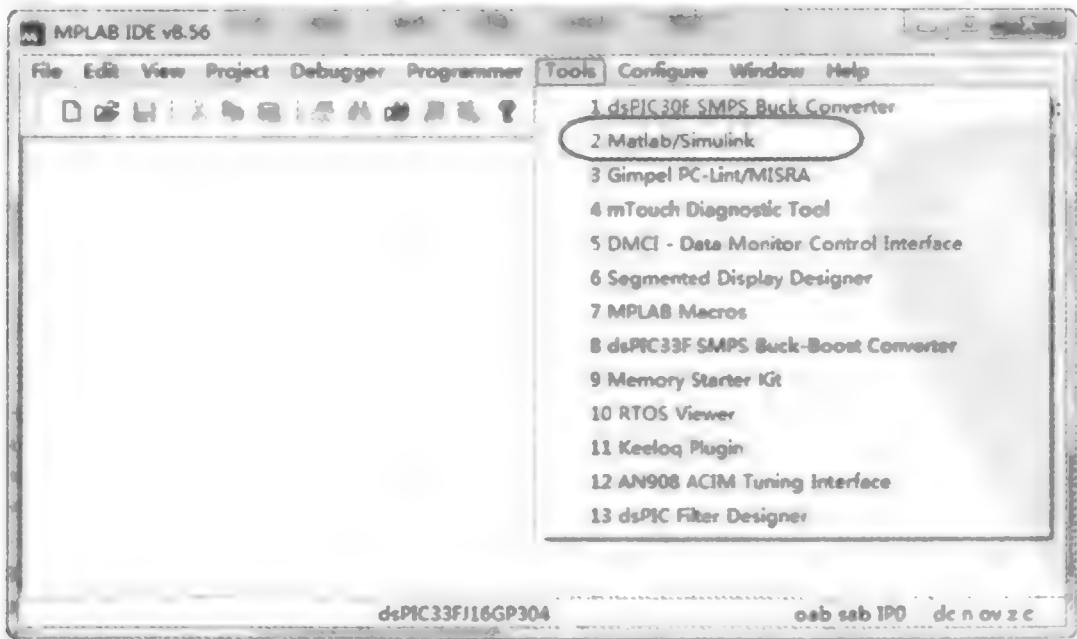 MPLAB IDE v8.56
File Edit View Project Debugger Programmer Tools Configure Window Help
1 dsPIC30F SMPS Buck Converter
2 Matlab/Simulink
3 Gimpel PC-Lint/MISRA
4 mTouch Diagnostic Tool
5 DMCI - Data Monitor Control Interface
6 Segmented Display Designer
7 MPLAB Macros
8 dsPIC33F SMPS Buck-Boost Converter
9 Memory Starter Kit
10 RTOS Viewer
11 Keeloq Plugin
12 AN908 ACIM Tuning Interface
13 dsPIC Filter Designer
dsPIC33FJ16GP304 oab sab IP0 dc n ov z c